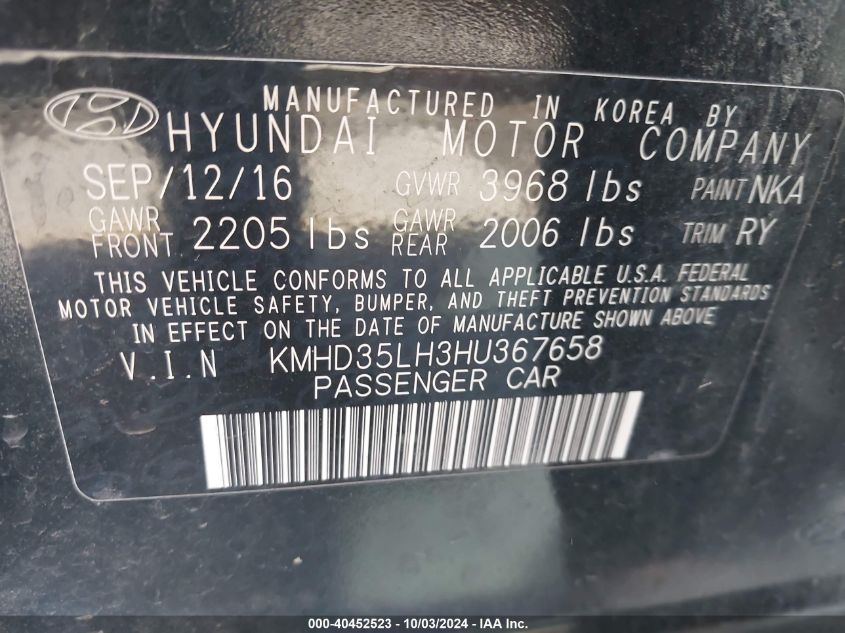 MANUFACTURED IN KOREA BY
HYUNDAI MOTOR COMPANY
SEP/12/16 GVWR 3968 lbs PAINT NKA
GAWR FRONT 2205 lbs GAWR REAR 2006 lbs TRIM RY
THIS VEHICLE CONFORMS TO ALL APPLICABLE U.S.A. FEDERAL
MOTOR VEHICLE SAFETY, BUMPER, AND THEFT PREVENTION STANDARDS
IN EFFECT ON THE DATE OF MANUFACTURE SHOWN ABOVE
V.I.N KMHD35LH3HU367658
PASSENGER CAR
000-40452523 - 10/03/2024 - IAA Inc.